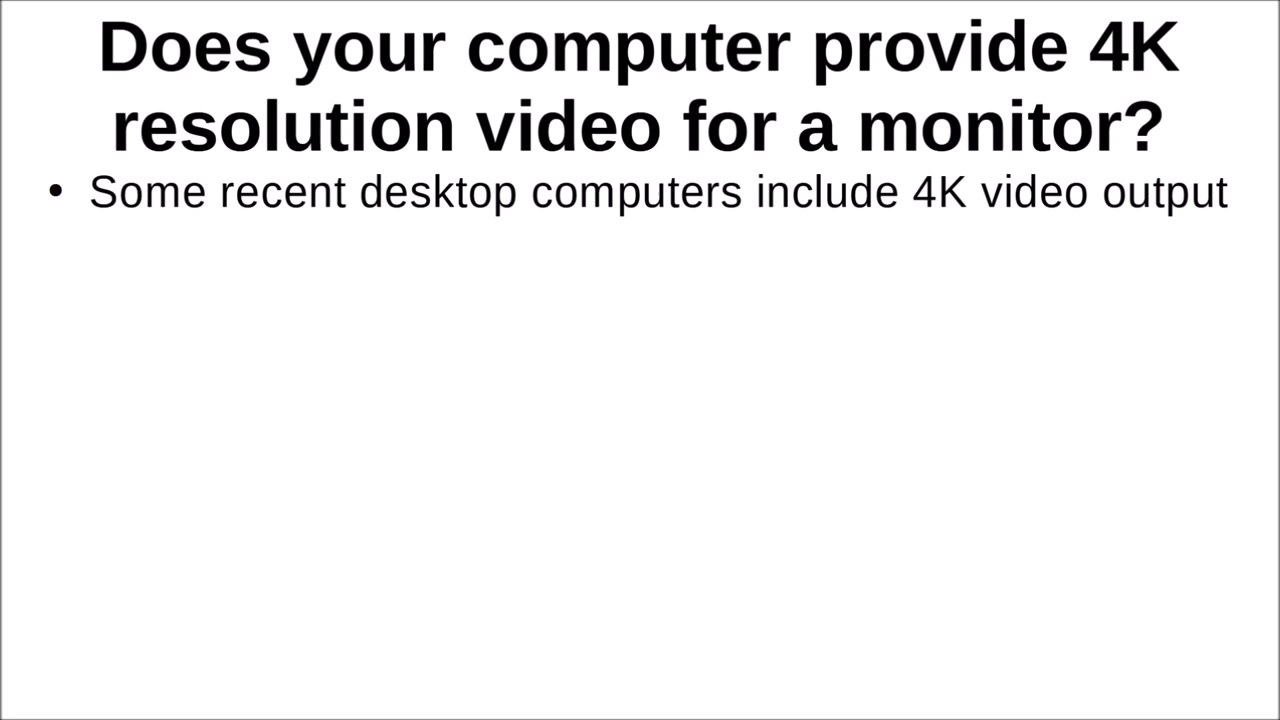 Does your computer provide 4K
resolution video for a monitor?
• Some recent desktop computers include 4K video output